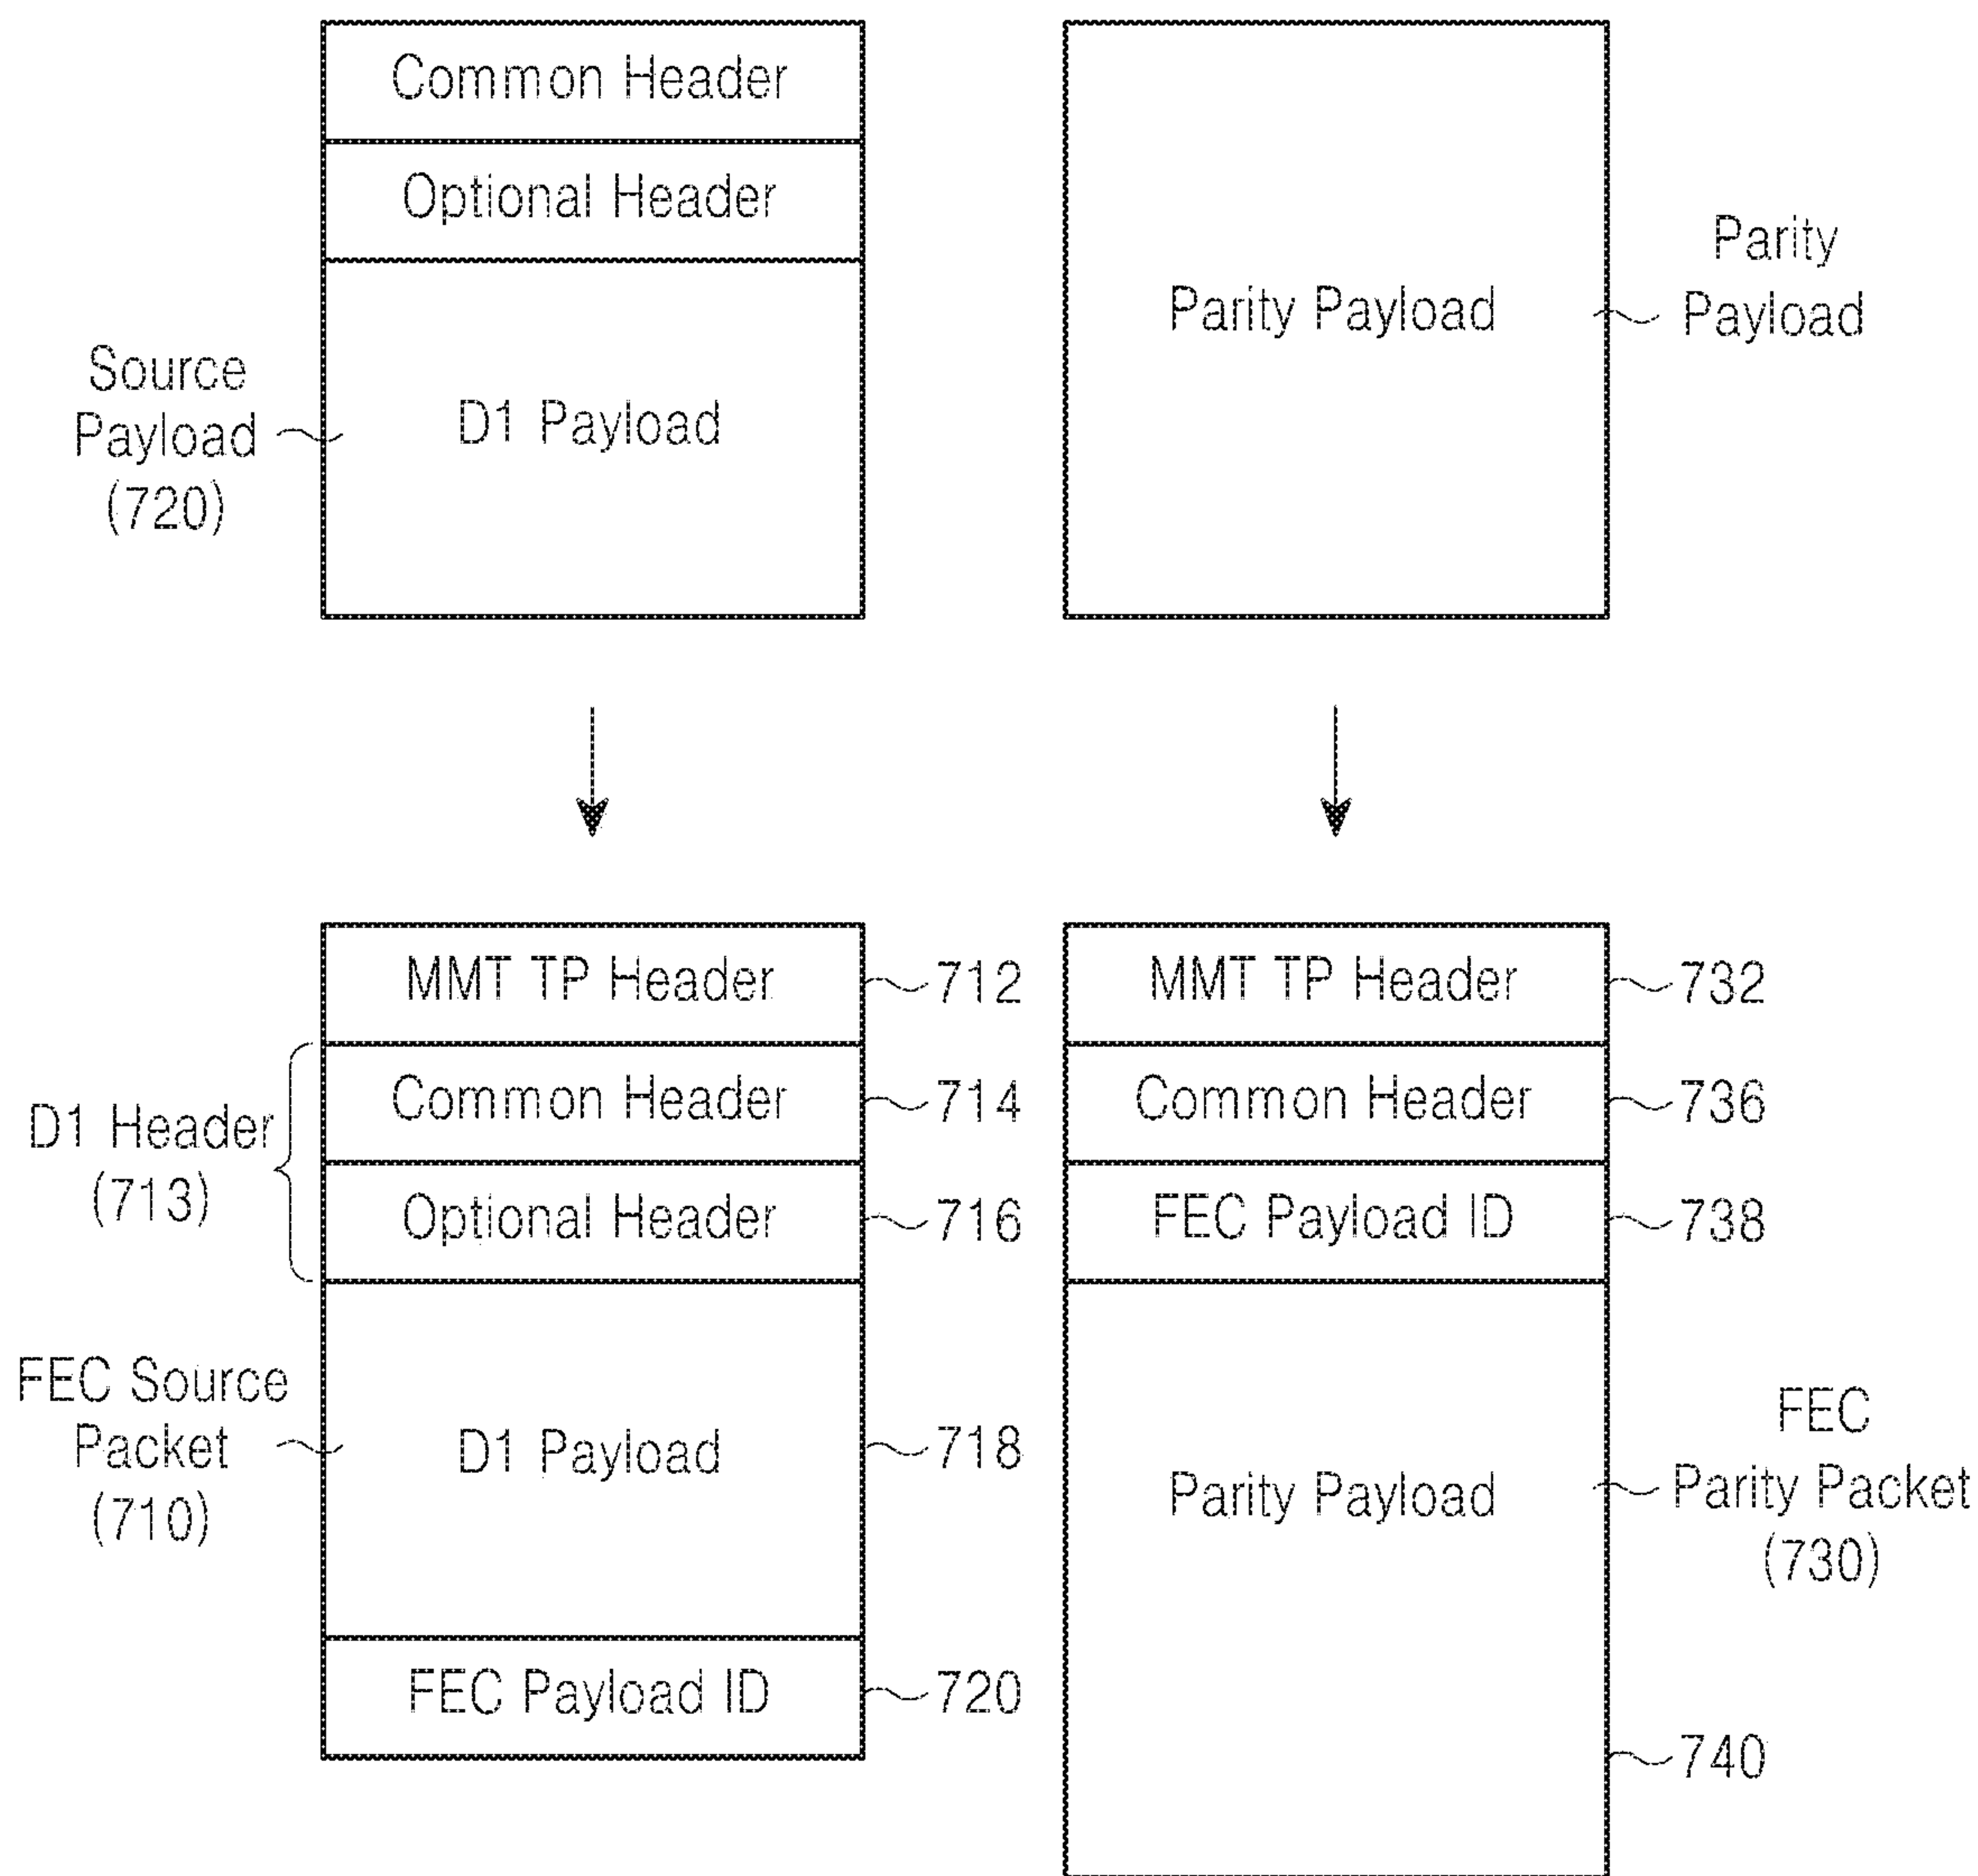 Common Header
Optional Header
D1 Payload
Source
Payload
(720)
Parity Payload
Parity
Payload
MMT TP Header
712
Common Header
714
Optional Header
716
D1 Header
(713)
D1 Payload
718
FEC Source
Packet
(710)
FEC Payload ID
720
MMT TP Header
732
Common Header
736
FEC Payload ID
738
Parity Payload
FEC
Parity Packet
(730)
740